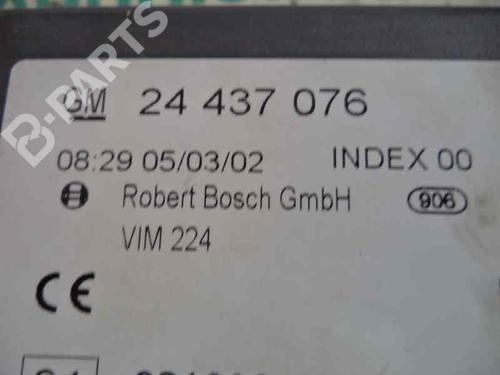 B-PARTS
GM 24 437 076
08:29 05/03/02 INDEX 00
Robert Bosch GmbH 906
VIM 224
CE